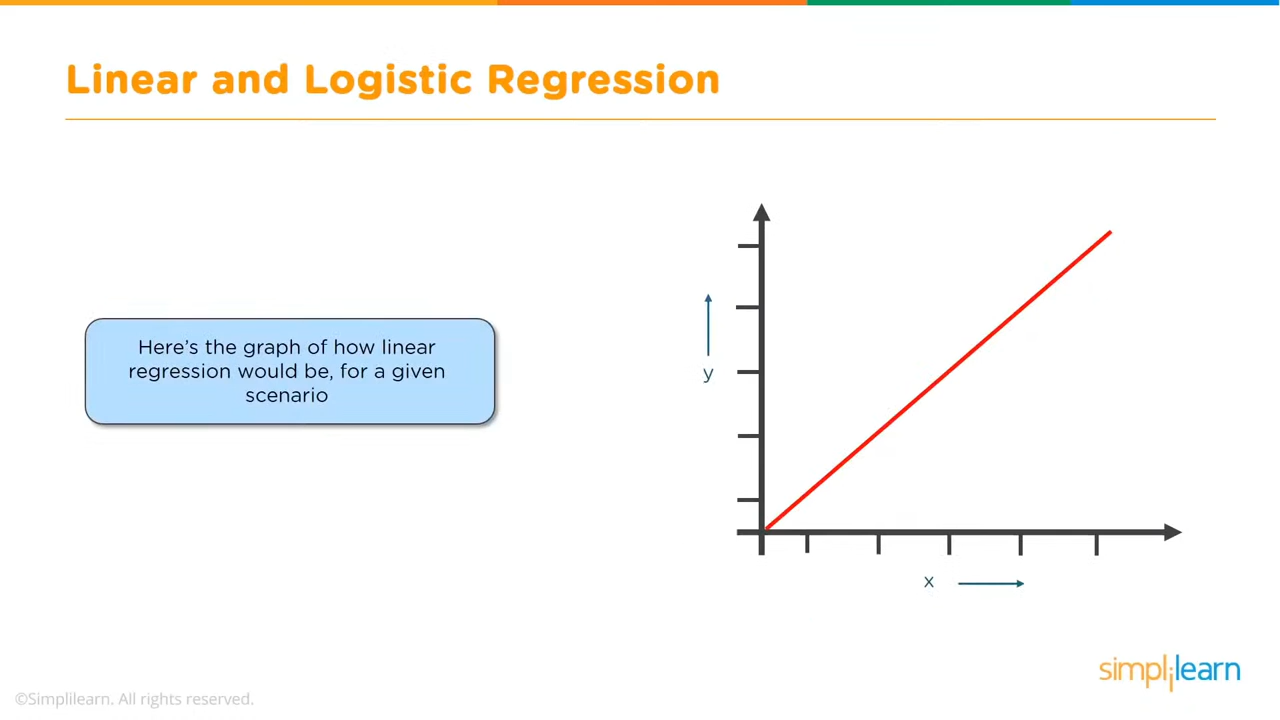 Linear and Logistic Regression
Here's the graph of how linear
regression would be, for a given
scenario
y
x
simplilearn
©Simplilearn. All rights reserved.